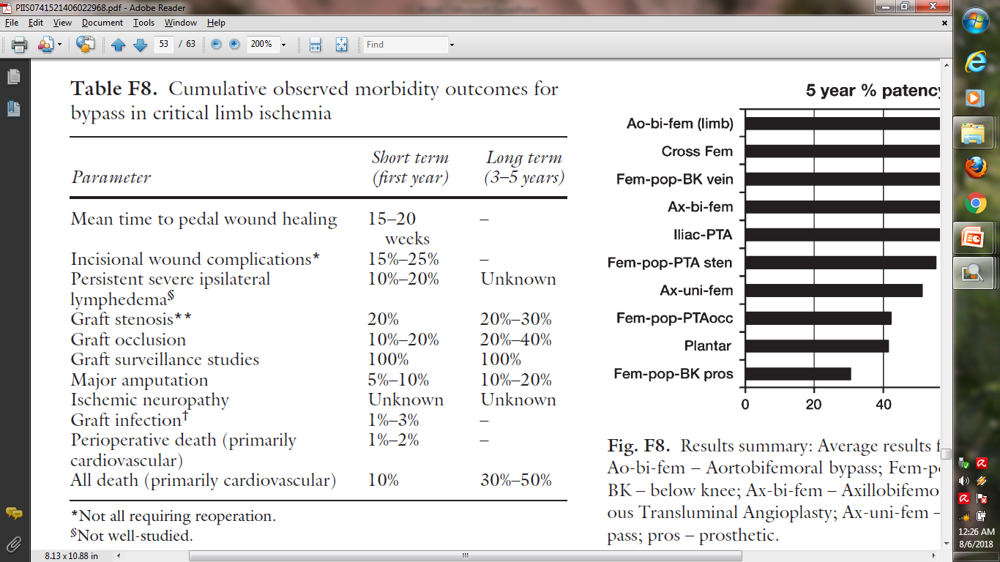 PIIS0741521406022968.pdf - Adobe Reader
File Edit View Document Tools Window Help
53 / 63 200% Find
Table F8. Cumulative observed morbidity outcomes for
bypass in critical limb ischemia
Short term Long term
Parameter (first year) (3–5 years)
Mean time to pedal wound healing 15–20 –
weeks
Incisional wound complications* 15%–25% –
Persistent severe ipsilateral 10%–20% Unknown
lymphedema§
Graft stenosis** 20% 20%–30%
Graft occlusion 10%–20% 20%–40%
Graft surveillance studies 100% 100%
Major amputation 5%–10% 10%–20%
Ischemic neuropathy Unknown Unknown
Graft infection† 1%–3% –
Perioperative death (primarily 1%–2% –
cardiovascular)
All death (primarily cardiovascular) 10% 30%–50%
*Not all requiring reoperation.
§Not well-studied.
5 year % patency
Ao-bi-fem (limb)
Cross Fem
Fem-pop-BK vein
Ax-bi-fem
Iliac-PTA
Fem-pop-PTA sten
Ax-uni-fem
Fem-pop-PTAocc
Plantar
Fem-pop-BK pros
0 20 40
Fig. F8. Results summary: Average results f
Ao-bi-fem – Aortobifemoral bypass; Fem-p
BK – below knee; Ax-bi-fem – Axillobifemo
ous Transluminal Angioplasty; Ax-uni-fem –
pass; pros – prosthetic.
8.13 x 10.88 in
12:26 AM
8/6/2018